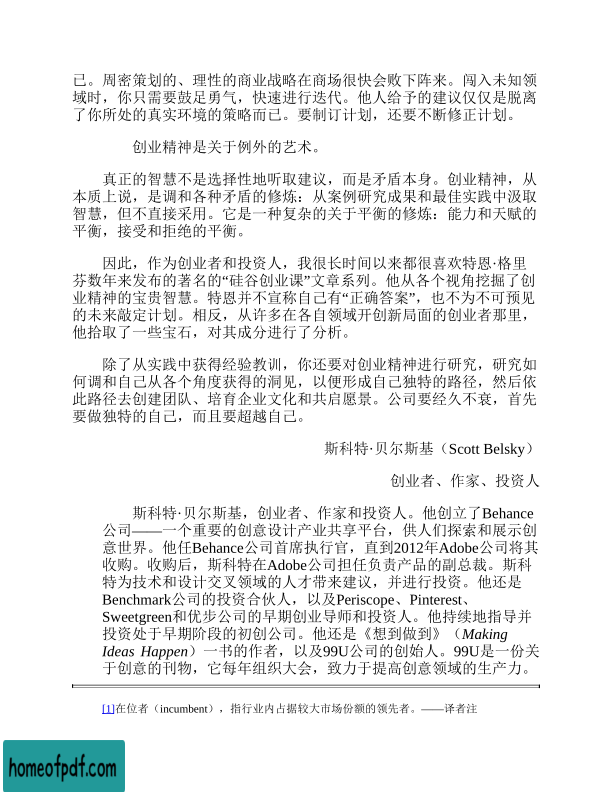 已。周密策划的、理性的商业战略在商场很快会败下阵来。闯入未知领
域时，你只需要鼓足勇气，快速进行迭代。他人给予的建议仅仅是脱离
了你所处的真实环境的策略而已。要制订计划，还要不断修正计划。
创业精神是关于例外的艺术。
真正的智慧不是选择性地听取建议，而是矛盾本身。创业精神，从
本质上说，是调和各种矛盾的修炼：从案例研究成果和最佳实践中汲取
智慧，但不直接采用。它是一种复杂的关于平衡的修炼：能力和天赋的
平衡，接受和拒绝的平衡。
因此，作为创业者和投资人，我很长时间以来都很喜欢特恩·格里
芬数年来发布的著名的“硅谷创业课”文章系列。他从各个视角挖掘了创
业精神的宝贵智慧。特恩并不宣称自己有“正确答案”，也不为不可预见
的未来敲定计划。相反，从许多在各自领域开创新局面的创业者那里，
他拾取了一些宝石，对其成分进行了分析。
除了从实践中获得经验教训，你还要对创业精神进行研究，研究如
何调和自己从各个角度获得的洞见，以便形成自己独特的路径，然后依
此路径去创建团队、培育企业文化和共启愿景。公司要经久不衰，首先
要做独特的自己，而且要超越自己。
斯科特·贝尔斯基（Scott Belsky）
创业者、作家、投资人
斯科特·贝尔斯基，创业者、作家和投资人。他创立了Behance
公司——一个重要的创意设计产业共享平台，供人们探索和展示创
意世界。他任Behance公司首席执行官，直到2012年Adobe公司将其
收购。收购后，斯科特在Adobe公司担任负责产品的副总裁。斯科
特为技术和设计交叉领域的人才带来建议，并进行投资。他还是
Benchmark公司的投资合伙人，以及Periscope、Pinterest、
Sweetgreen和优步公司的早期创业导师和投资人。他持续地指导并
投资处于早期阶段的初创公司。他还是《想到做到》（Making
Ideas Happen）一书的作者，以及99U公司的创始人。99U是一份关
于创意的刊物，它每年组织大会，致力于提高创意领域的生产力。
[1]在位者（incumbent），指行业内占据较大市场份额的领先者。——译者注
homeofpdf.com